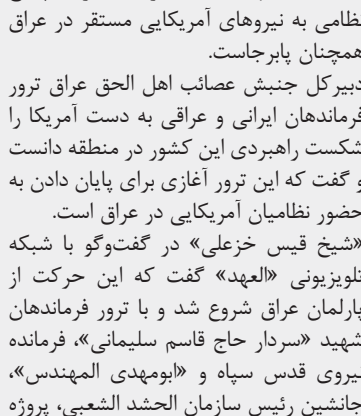 نظامی به نیروهای آمریکایی مستقر در عراق
همچنان پابرجاست.
دبیرکل جنبش عصائب اهل الحق عراق ترور
فرماندهان ایرانی و عراقی به دست آمریکا را
شکست راهبردی این کشور در منطقه دانست
و گفت که این ترور آغازی برای پایان دادن به
حضور نظامیان آمریکایی در عراق است.
«شیخ قیس خزعلی» در گفت‌وگو با شبکه
تلویزیونی «العهد» گفت که این حرکت از
پارلمان عراق شروع شد و با ترور فرماندهان
شهید «سردار حاج قاسم سلیمانی»، فرمانده
نیروی قدس سپاه و «ابومهدی المهندس»،
جانشین رئیس سازمان الحشد الشعبی، پروژه